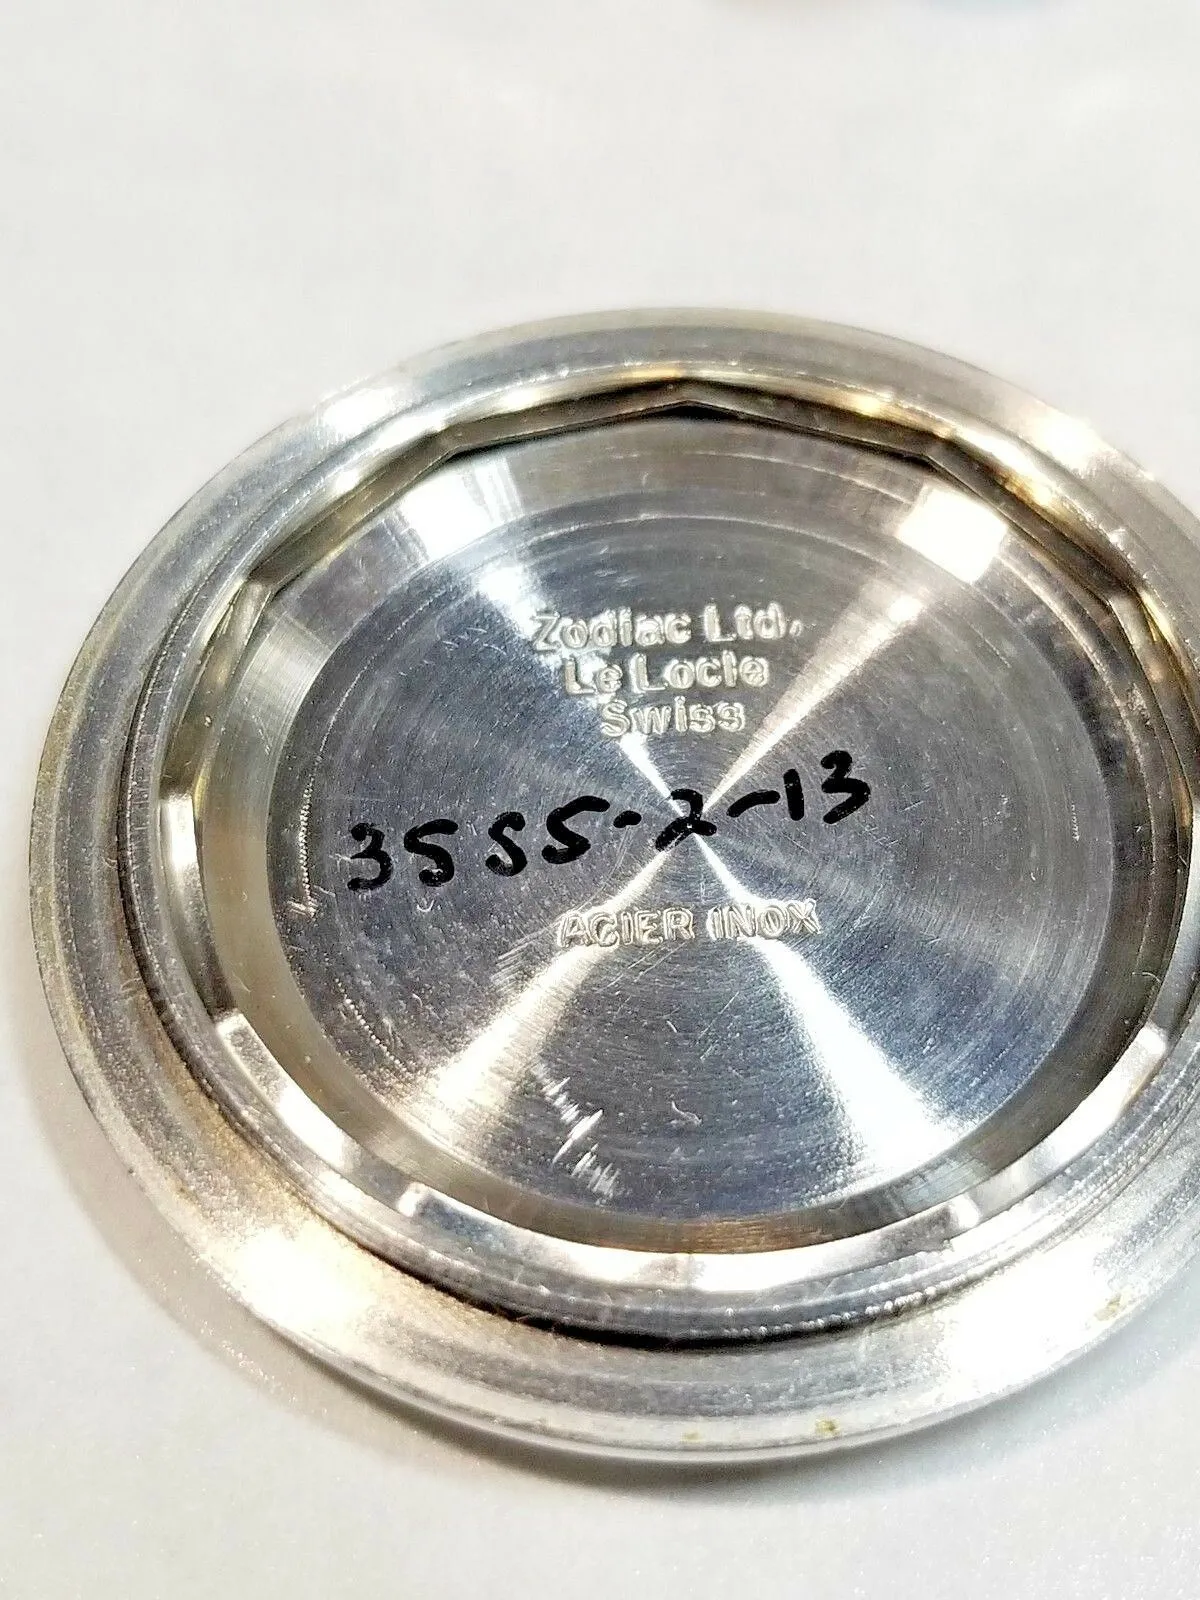 Zodiac Ltd.
Le Locle
Swiss
3555-2-13
ACIER INOX